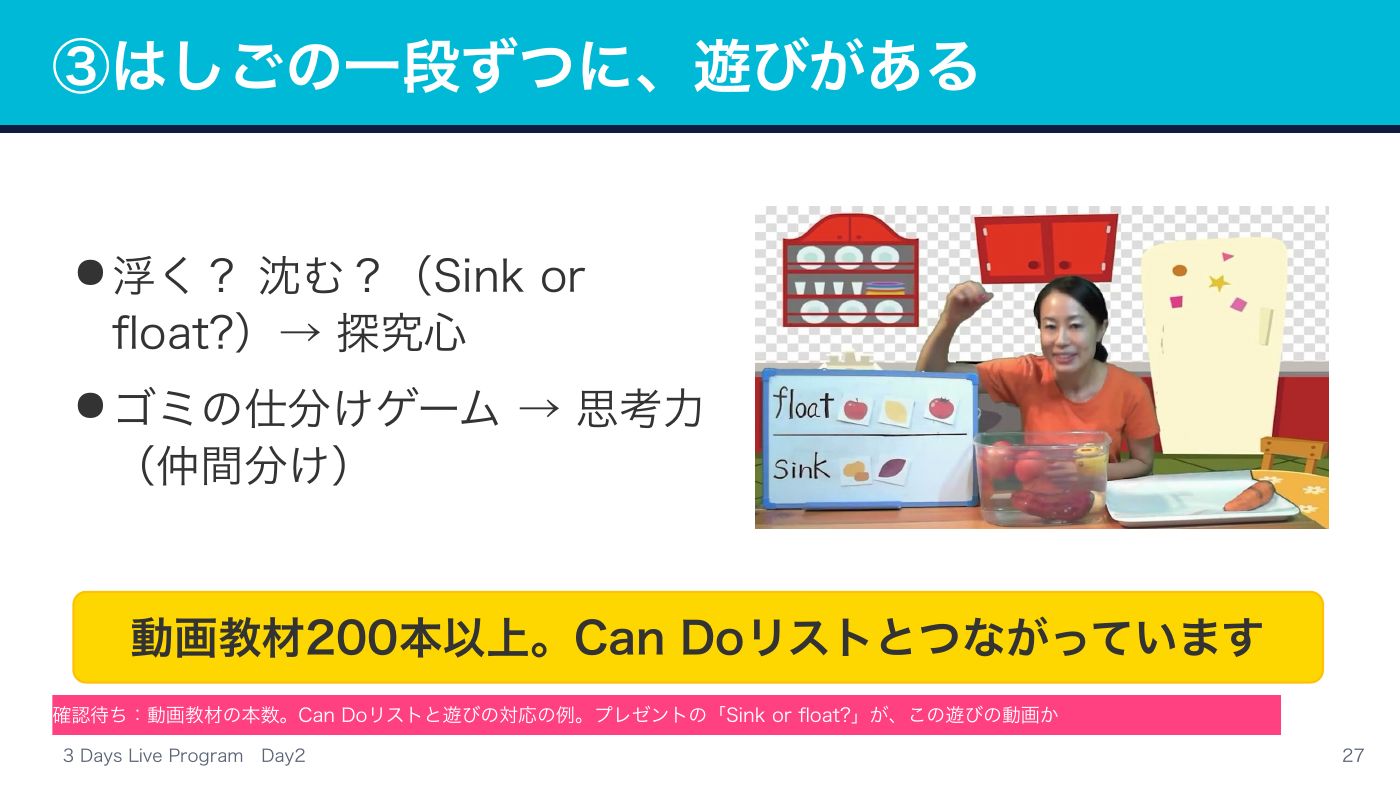 ③はしごの一段ずつに、遊びがある
●浮く？ 沈む？（Sink or
float?）→ 探究心
●ゴミの仕分けゲーム → 思考力
（仲間分け）
float
sink
動画教材200本以上。Can Doリストとつながっています
確認待ち：動画教材の本数。Can Doリストと遊びの対応の例。プレゼントの「Sink or float?」が、この遊びの動画か
3 Days Live Program　Day2
27